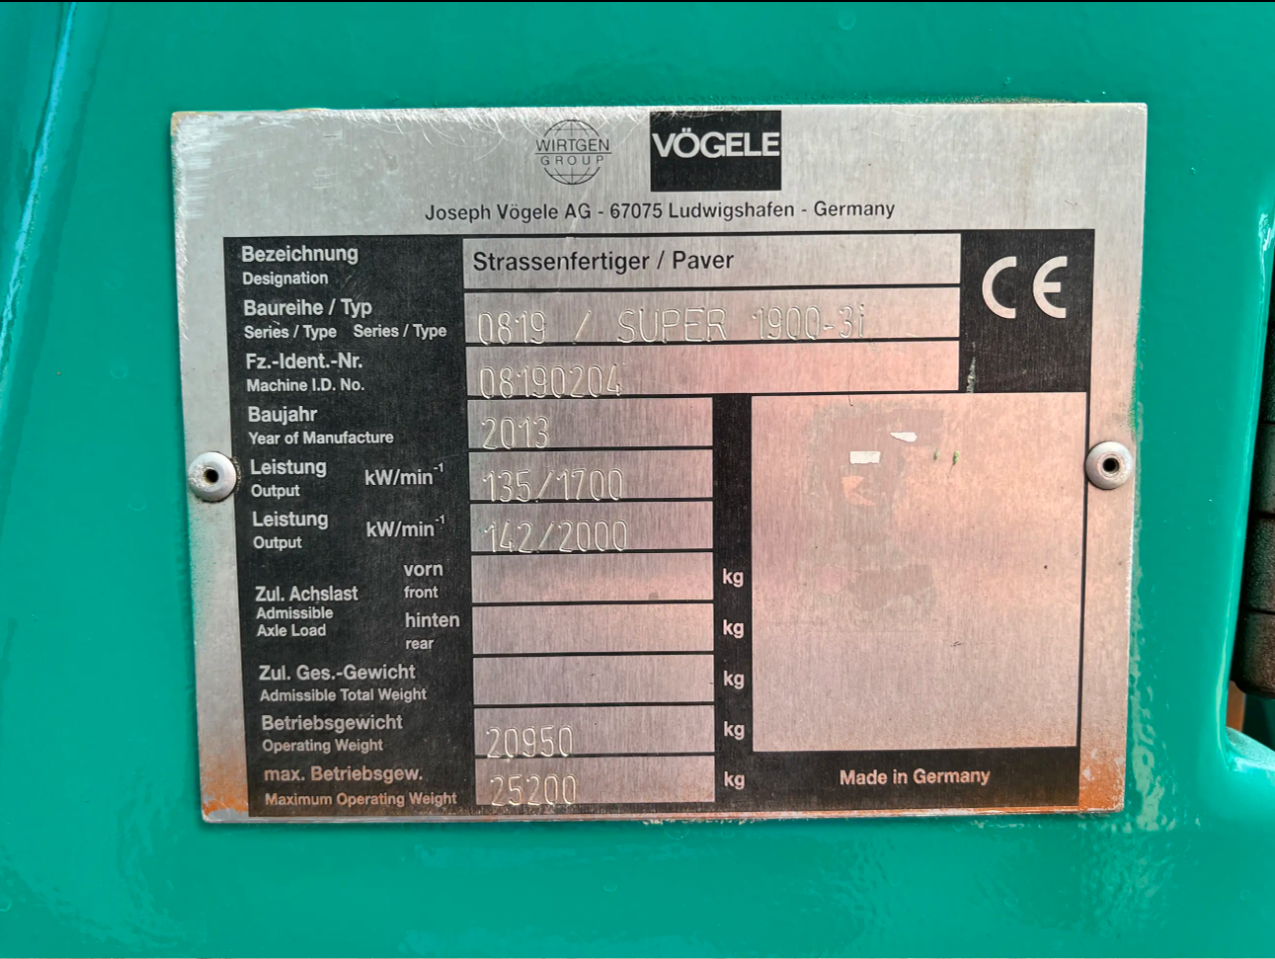 WIRTGEN
GROUP
VÖGELE
Joseph Vögele AG - 67075 Ludwigshafen - Germany
Bezeichnung
Designation
Strassenfertiger / Paver
CE
Baureihe / Typ
Series / Type Series / Type
0819 / SUPER 1900-3i
Fz.-Ident.-Nr.
Machine I.D. No.
08190204
Baujahr
Year of Manufacture
2013
Leistung
Output
kW/min⁻¹
135/1700
Leistung
Output
kW/min⁻¹
142/2000
Zul. Achslast
Admissible
Axle Load
vorn
front
kg
hinten
rear
kg
Zul. Ges.-Gewicht
Admissible Total Weight
kg
Betriebsgewicht
Operating Weight
20950
kg
max. Betriebsgew.
Maximum Operating Weight
25200
kg
Made in Germany